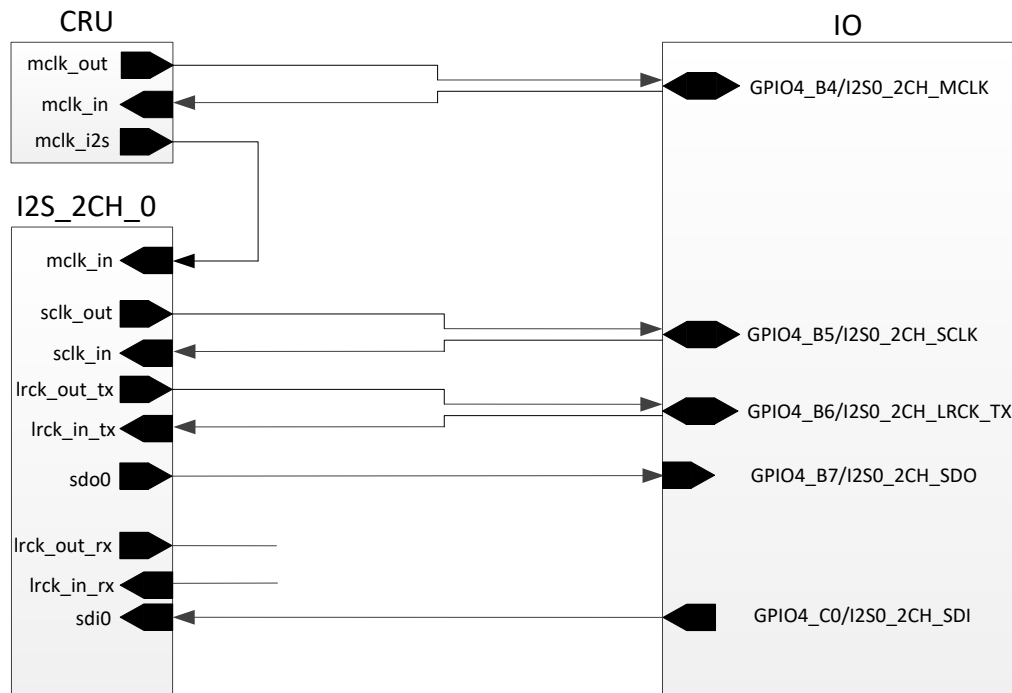 CRU
IO
mclk_out
mclk_in
mclk_i2s
GPIO4_B4/I2S0_2CH_MCLK
I2S_2CH_0
mclk_in
sclk_out
sclk_in
lrck_out_tx
lrck_in_tx
sdo0
lrck_out_rx
lrck_in_rx
sdi0
GPIO4_B5/I2S0_2CH_SCLK
GPIO4_B6/I2S0_2CH_LRCK_TX
GPIO4_B7/I2S0_2CH_SDO
GPIO4_C0/I2S0_2CH_SDI